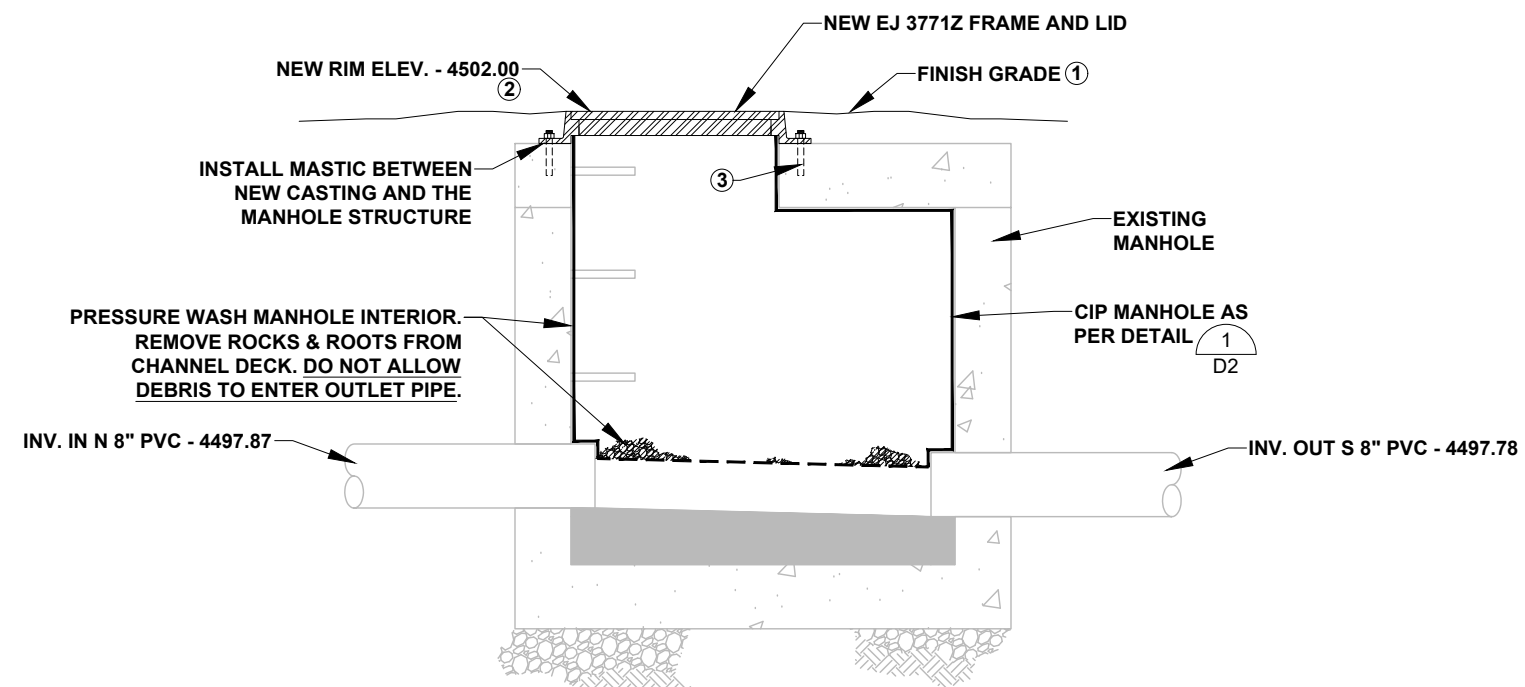 NEW EJ 3771Z FRAME AND LID
NEW RIM ELEV. - 4502.00
②
FINISH GRADE ①
INSTALL MASTIC BETWEEN
NEW CASTING AND THE
MANHOLE STRUCTURE
③
EXISTING
MANHOLE
PRESSURE WASH MANHOLE INTERIOR.
REMOVE ROCKS & ROOTS FROM
CHANNEL DECK. DO NOT ALLOW
DEBRIS TO ENTER OUTLET PIPE.
CIP MANHOLE AS
PER DETAIL
1
D2
INV. IN N 8" PVC - 4497.87
INV. OUT S 8" PVC - 4497.78